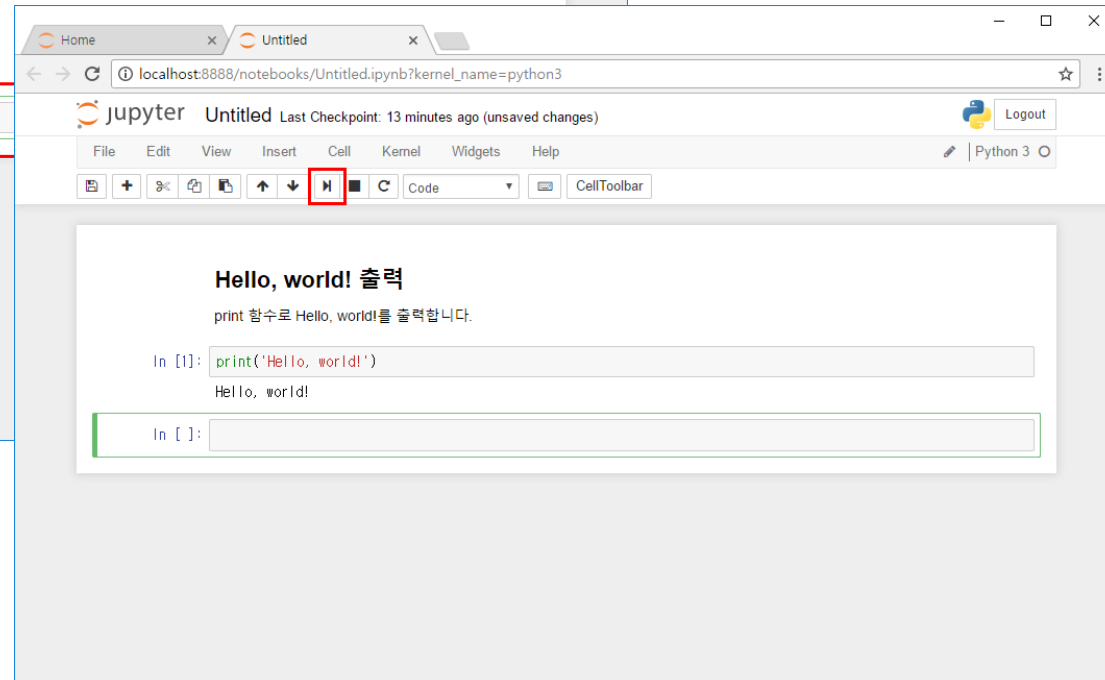 Home
Untitled
localhost:8888/notebooks/Untitled.ipynb?kernel_name=python3
jupyter Untitled Last Checkpoint: 13 minutes ago (unsaved changes)
Logout
File Edit View Insert Cell Kernel Widgets Help
Python 3
Code
CellToolbar
Hello, world! 출력
print 함수로 Hello, world!를 출력합니다.
In [1]: print('Hello, world!')
Hello, world!
In [ ]: